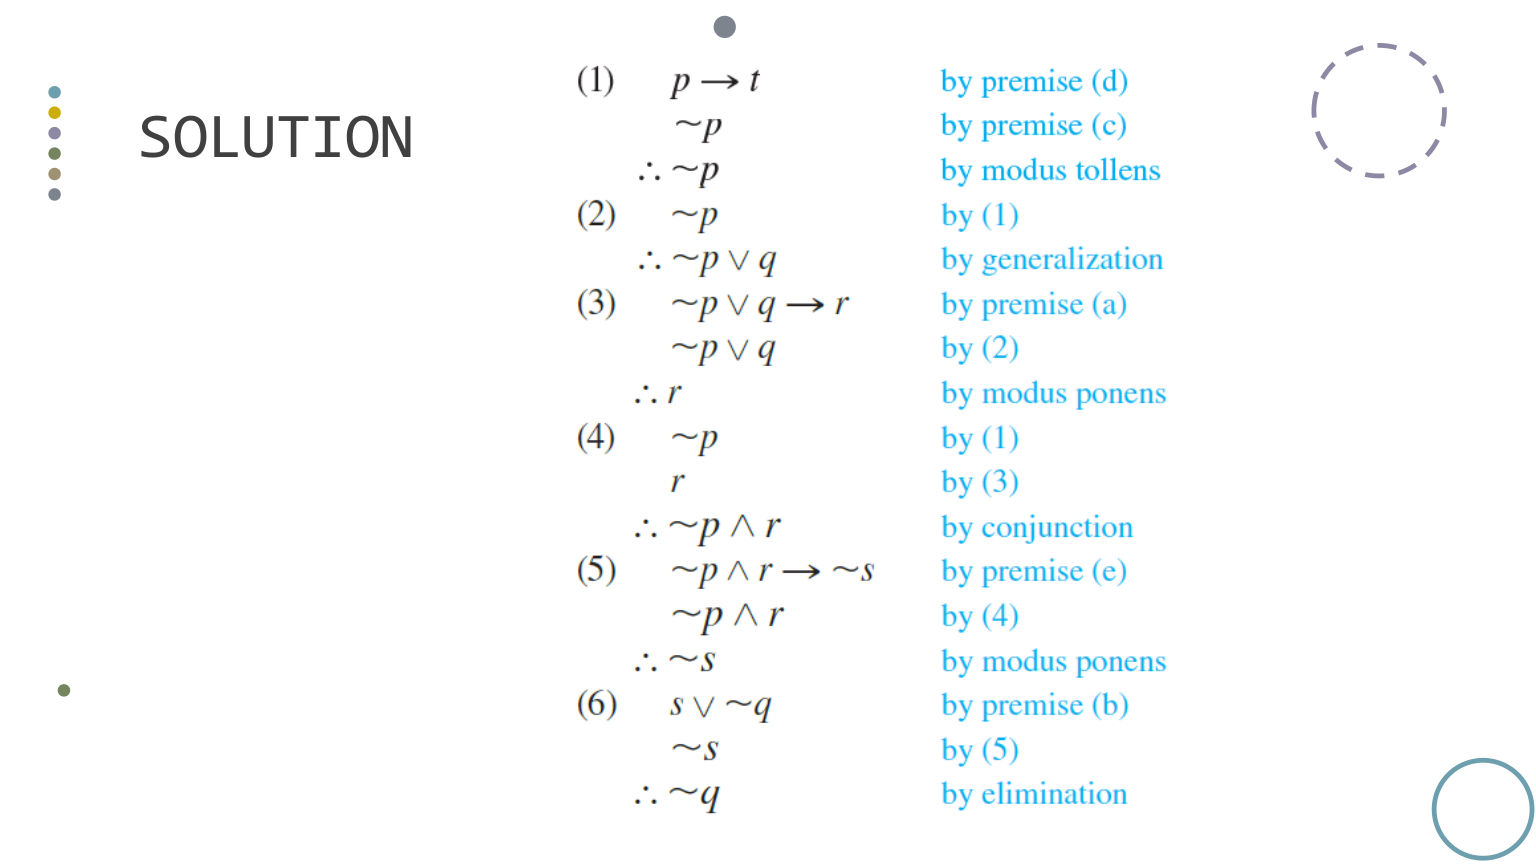 SOLUTION
(1) p → t by premise (d)
~p by premise (c)
∴ ~p by modus tollens
(2) ~p by (1)
∴ ~p ∨ q by generalization
(3) ~p ∨ q → r by premise (a)
~p ∨ q by (2)
∴ r by modus ponens
(4) ~p by (1)
r by (3)
∴ ~p ∧ r by conjunction
(5) ~p ∧ r → ~s by premise (e)
~p ∧ r by (4)
∴ ~s by modus ponens
(6) s ∨ ~q by premise (b)
~s by (5)
∴ ~q by elimination